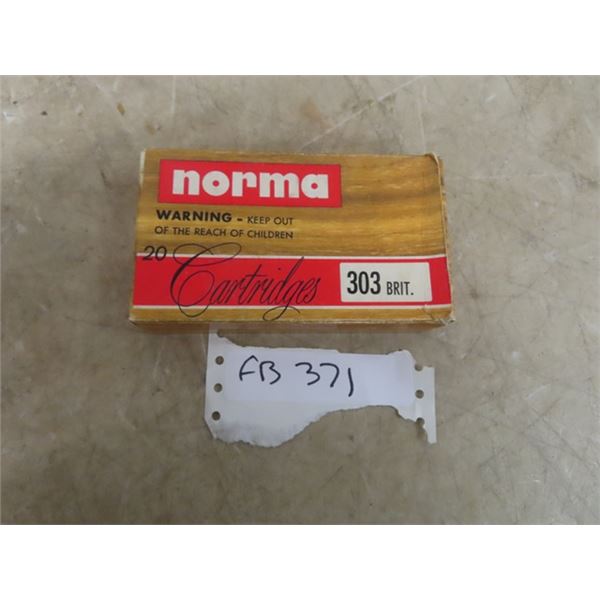 norma
WARNING - KEEP OUT
OF THE REACH OF CHILDREN
20 Cartridges 303 BRIT.
FB 371